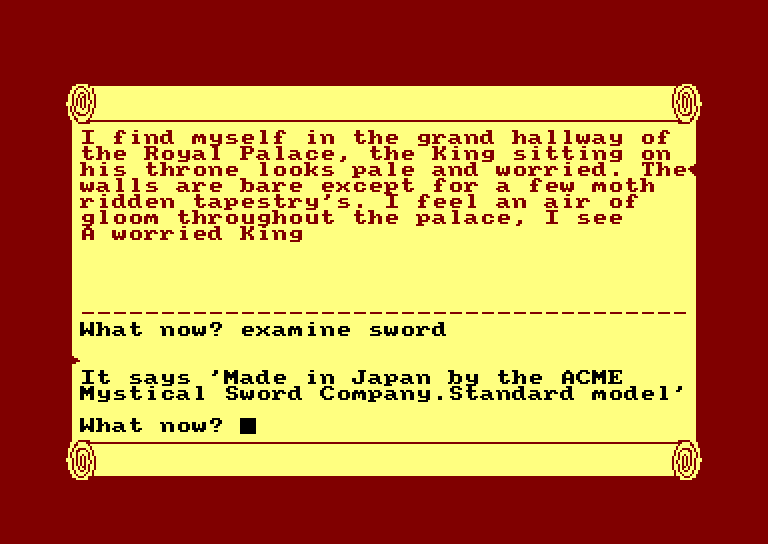 I find myself in the grand hallway of
the Royal Palace, the King sitting on
his throne looks pale and worried. The
walls are bare except for a few moth
ridden tapestry's. I feel an air of
gloom throughout the palace, I see
A worried King
What now? examine sword
It says 'Made in Japan by the ACME
Mystical Sword Company.Standard model'
What now?